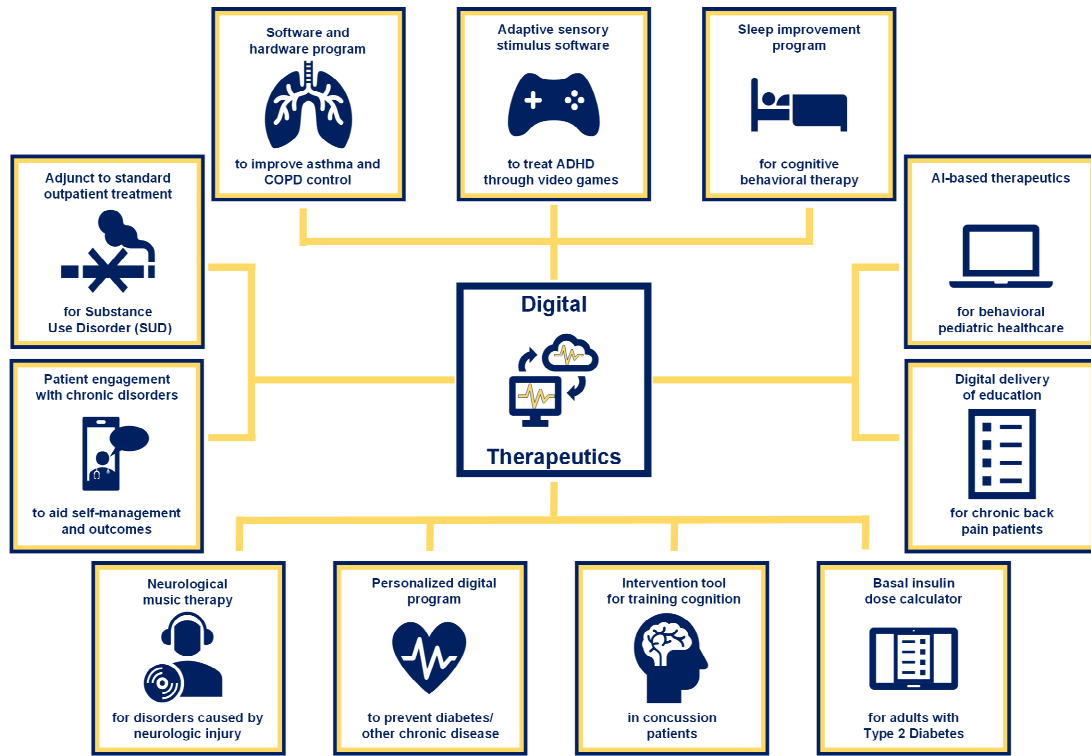 Software and
hardware program
to improve asthma and
COPD control
Adaptive sensory
stimulus software
to treat ADHD
through video games
Sleep improvement
program
for cognitive
behavioral therapy
Adjunct to standard
outpatient treatment
for Substance
Use Disorder (SUD)
AI-based therapeutics
for behavioral
pediatric healthcare
Digital
Therapeutics
Patient engagement
with chronic disorders
to aid self-management
and outcomes
Digital delivery
of education
for chronic back
pain patients
Neurological
music therapy
for disorders caused by
neurologic injury
Personalized digital
program
to prevent diabetes/
other chronic disease
Intervention tool
for training cognition
in concussion
patients
Basal insulin
dose calculator
for adults with
Type 2 Diabetes